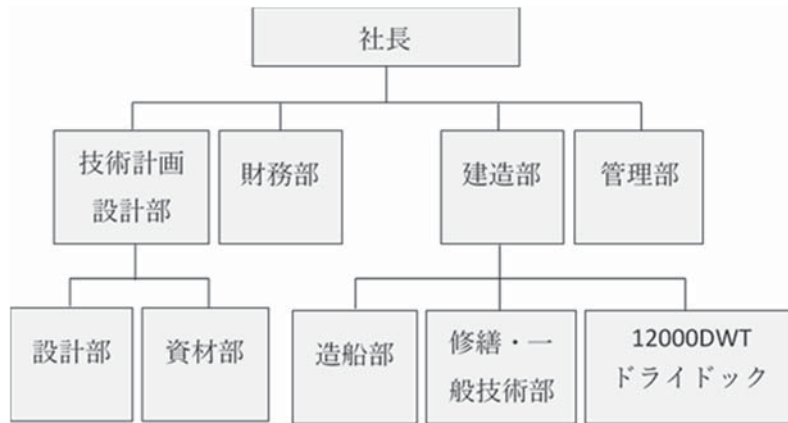 社長
技術計画
設計部
財務部
建造部
管理部
設計部
資材部
造船部
修繕・一
般技術部
12000DWT
ドライドック